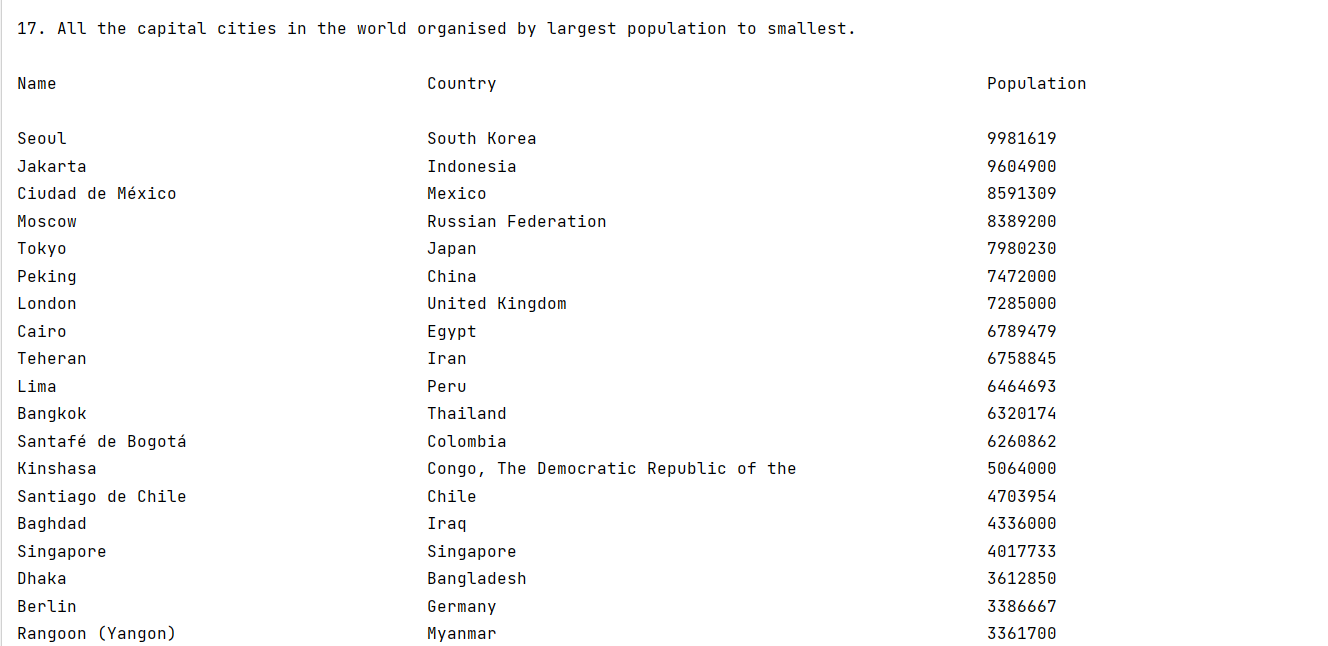 17. All the capital cities in the world organised by largest population to smallest.
Name Country Population
Seoul South Korea 9981619
Jakarta Indonesia 9604900
Ciudad de México Mexico 8591309
Moscow Russian Federation 8389200
Tokyo Japan 7980230
Peking China 7472000
London United Kingdom 7285000
Cairo Egypt 6789479
Teheran Iran 6758845
Lima Peru 6464693
Bangkok Thailand 6320174
Santafé de Bogotá Colombia 6260862
Kinshasa Congo, The Democratic Republic of the 5064000
Santiago de Chile Chile 4703954
Baghdad Iraq 4336000
Singapore Singapore 4017733
Dhaka Bangladesh 3612850
Berlin Germany 3386667
Rangoon (Yangon) Myanmar 3361700